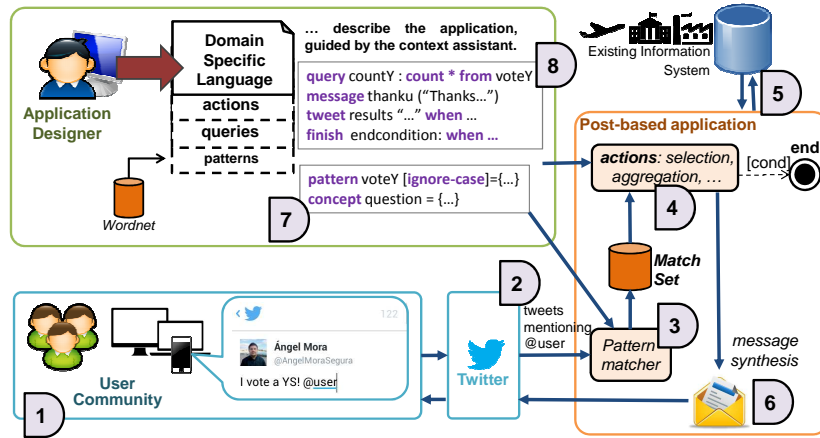 Domain
Specific
Language
actions
queries
patterns
Application
Designer
Wordnet
... describe the application,
guided by the context assistant.
8
query countY : count * from voteY
message thanku (“Thanks…”)
tweet results “…” when ...
finish endcondition: when ...
7
pattern voteY [ignore-case]={…}
concept question = {…}
Existing Information
System
5
Post-based application
actions: selection,
aggregation, …
[cond]
end
4
Match
Set
3
Pattern
matcher
message
synthesis
6
2
tweets
mentioning
@user
Twitter
1
User
Community
122
Ángel Mora
@AngelMoraSegura
I vote a YS! @user